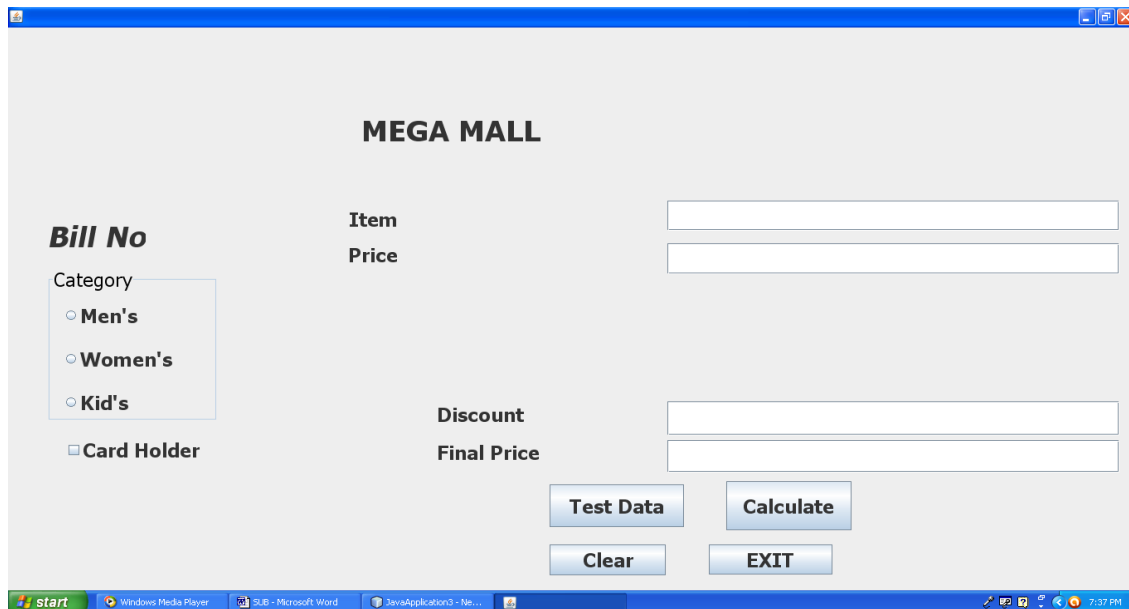 MEGA MALL
Item
Bill No
Price
Category
Men's
Women's
Kid's
Discount
Card Holder
Final Price
Test Data Calculate
Clear EXIT
start Windows Media Player SUB - Microsoft Word JavaApplication3 - Ne... 7:37 PM